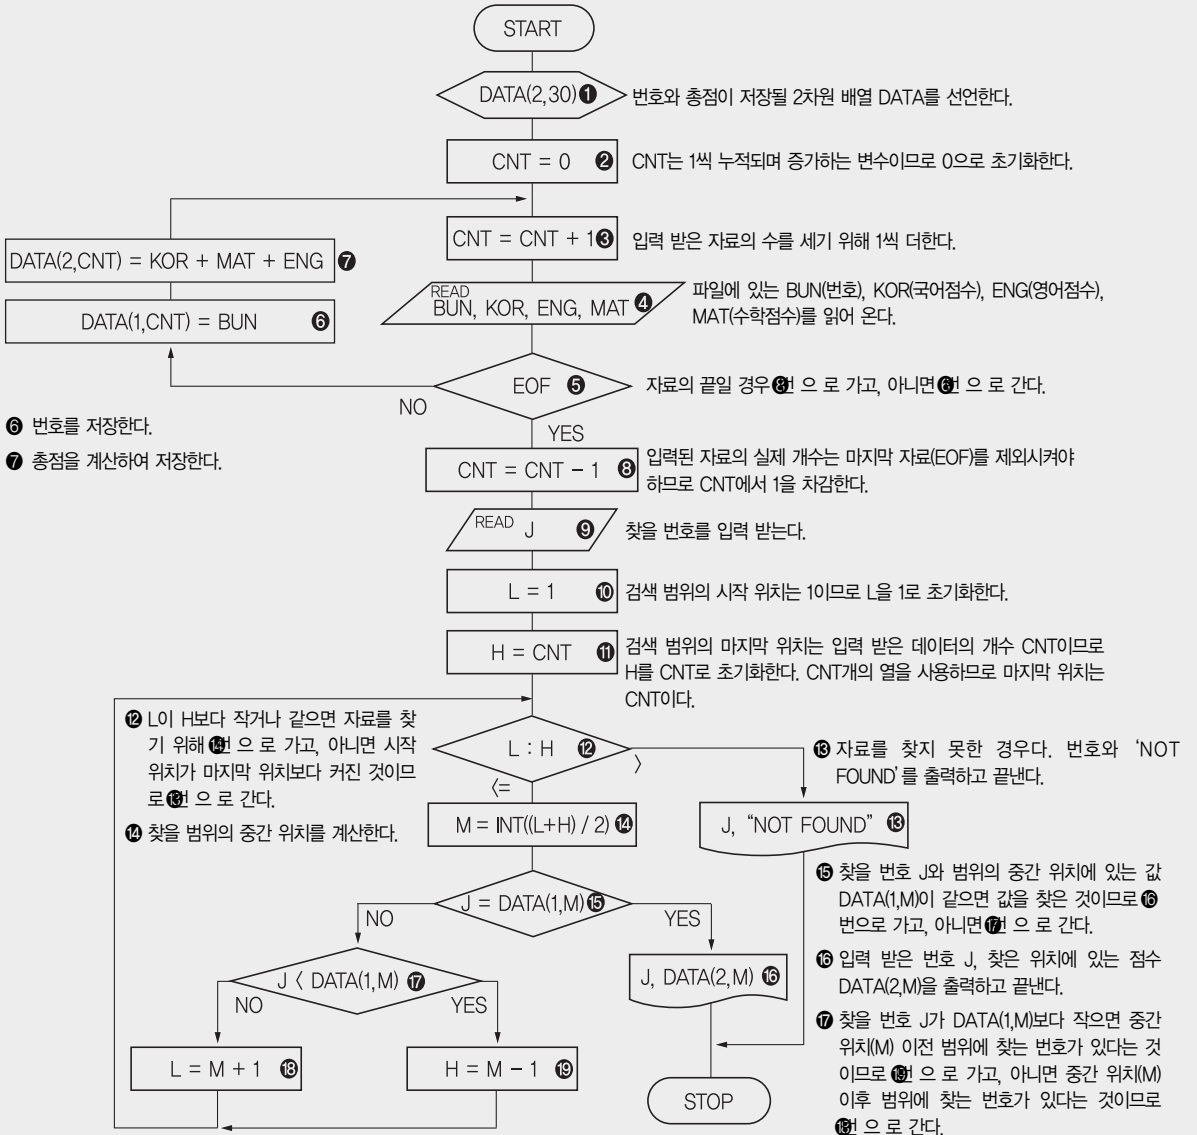 START
DATA(2,30)❶
번호와 총점이 저장될 2차원 배열 DATA를 선언한다.
CNT = 0 ❷
CNT는 1씩 누적되며 증가하는 변수이므로 0으로 초기화한다.
CNT = CNT + 1❸
입력 받은 자료의 수를 세기 위해 1씩 더한다.
DATA(2,CNT) = KOR + MAT + ENG ❼
READ
BUN, KOR, ENG, MAT ❹
파일에 있는 BUN(번호), KOR(국어점수), ENG(영어점수),
MAT(수학점수)를 읽어 온다.
DATA(1,CNT) = BUN ❻
EOF ❺
자료의 끝일 경우 ❽번 으 로 가고, 아니면 ❻번 으 로 간다.
NO
YES
❻ 번호를 저장한다.
❼ 총점을 계산하여 저장한다.
CNT = CNT – 1 ❽
입력된 자료의 실제 개수는 마지막 자료(EOF)를 제외시켜야
하므로 CNT에서 1을 차감한다.
READ J ❾
찾을 번호를 입력 받는다.
L = 1 ❿
검색 범위의 시작 위치는 1이므로 L을 1로 초기화한다.
H = CNT ⓫
검색 범위의 마지막 위치는 입력 받은 데이터의 개수 CNT이므로
H를 CNT로 초기화한다. CNT개의 열을 사용하므로 마지막 위치는
CNT이다.
⓬ L이 H보다 작거나 같으면 자료를 찾
기 위해 ⓮번 으 로 가고, 아니면 시작
위치가 마지막 위치보다 커진 것이므
로 ⓭번 으 로 간다.
⓮ 찾을 범위의 중간 위치를 계산한다.
L : H ⓬
〉
〈=
⓭ 자료를 찾지 못한 경우다. 번호와 ‘NOT
FOUND’를 출력하고 끝낸다.
M = INT((L+H) / 2) ⓮
J, “NOT FOUND” ⓭
J = DATA(1,M) ⓯
NO
YES
⓯ 찾을 번호 J와 범위의 중간 위치에 있는 값
DATA(1,M)이 같으면 값을 찾은 것이므로 ⓰
번으로 가고, 아니면 ⓱번 으 로 간다.
J 〈 DATA(1,M) ⓱
NO
YES
J, DATA(2,M) ⓰
⓰ 입력 받은 번호 J, 찾은 위치에 있는 점수
DATA(2,M)을 출력하고 끝낸다.
⓱ 찾을 번호 J가 DATA(1,M)보다 작으면 중간
위치(M) 이전 범위에 찾는 번호가 있다는 것
이므로 ⓳번 으 로 가고, 아니면 중간 위치(M)
이후 범위에 찾는 번호가 있다는 것이므로
⓲번 으 로 간다.
L = M + 1 ⓲
H = M – 1 ⓳
STOP